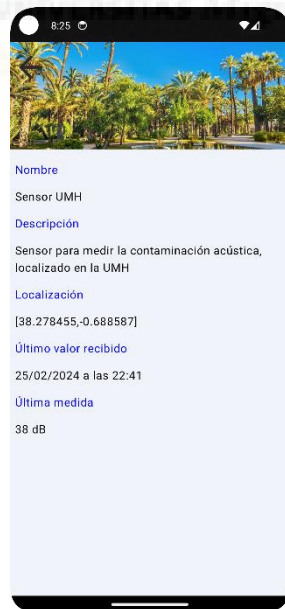 8:25
Nombre
Sensor UMH
Descripción
Sensor para medir la contaminación acústica,
localizado en la UMH
Localización
[38.278455,-0.688587]
Último valor recibido
25/02/2024 a las 22:41
Última medida
38 dB